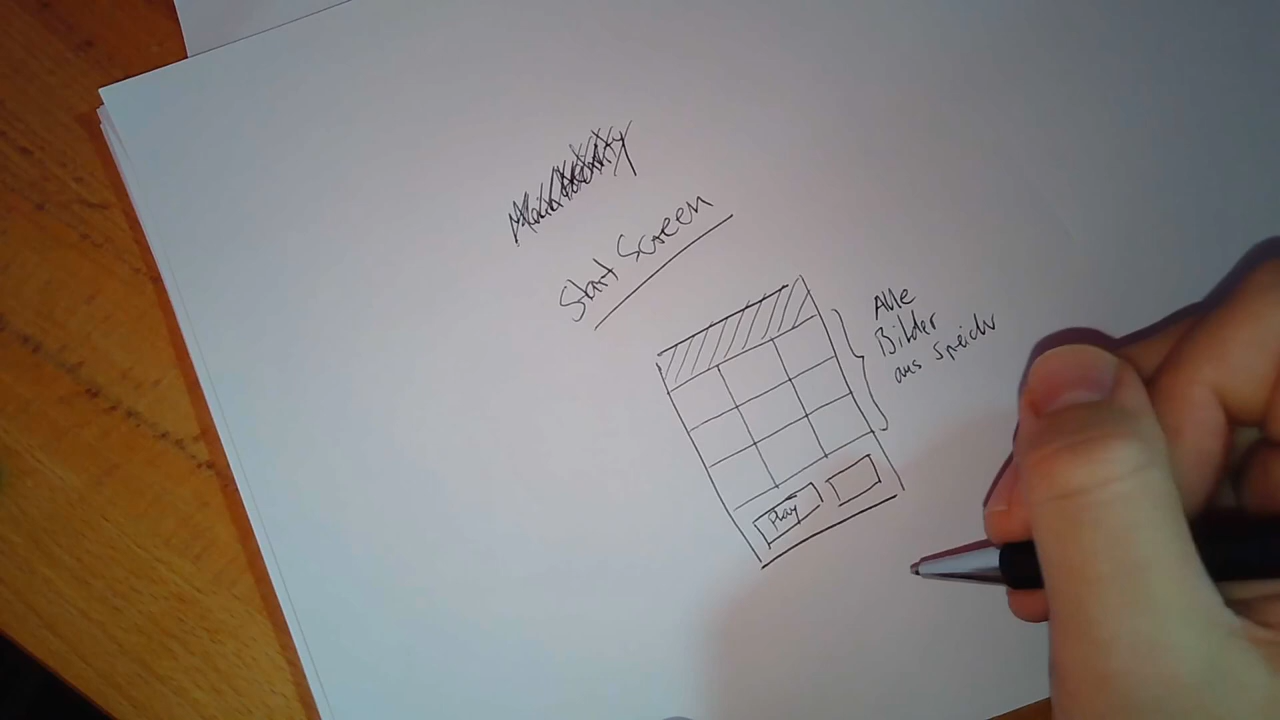 Start Screen
Alle
Bilder
aus Speicher
Play